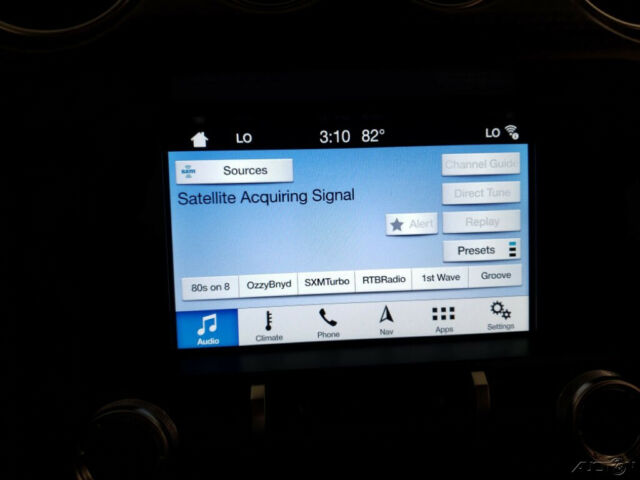 LO 3:10 82° LO
sxm Sources Channel Guide
Satellite Acquiring Signal Direct Tune
Alert Replay
Presets
80s on 8 OzzyBnyd SXMTurbo RTBRadio 1st Wave Groove
Audio Climate Phone Nav Apps Settings